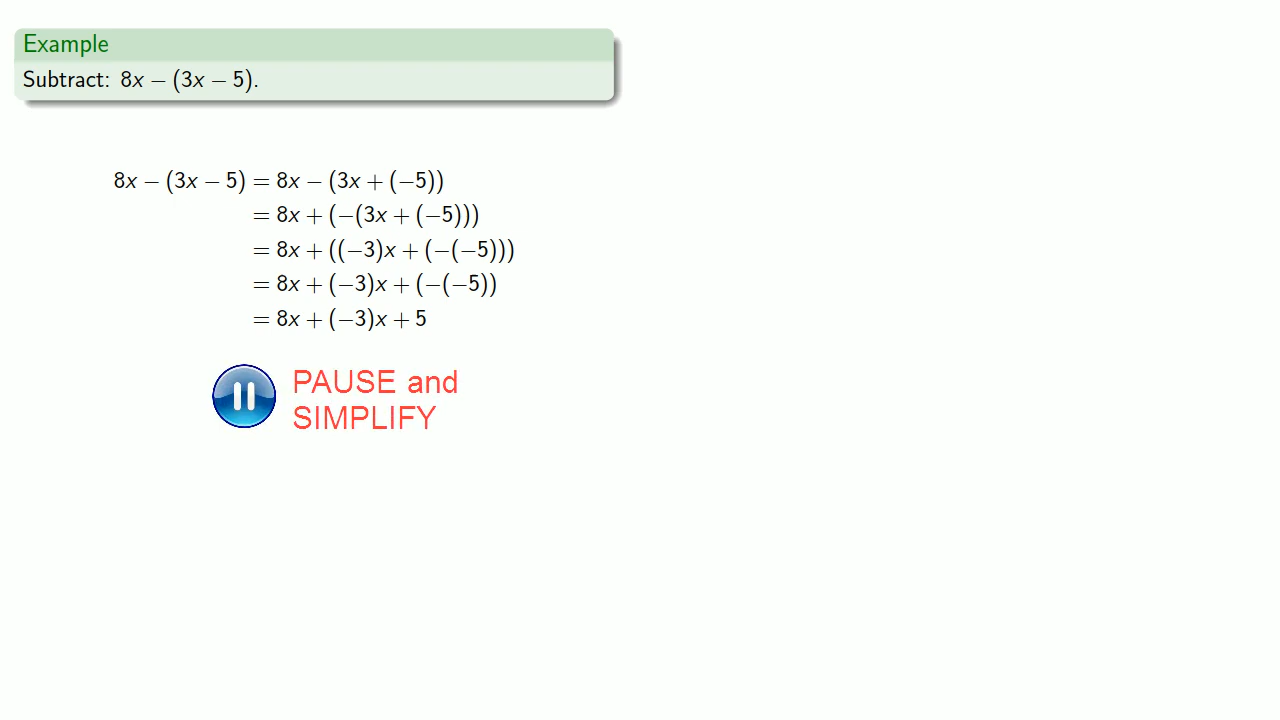 Example
Subtract: 8x − (3x − 5).
8x − (3x − 5) = 8x − (3x + (−5))
= 8x + (−(3x + (−5)))
= 8x + ((−3)x + (−(−5)))
= 8x + (−3)x + (−(−5))
= 8x + (−3)x + 5
PAUSE and
SIMPLIFY